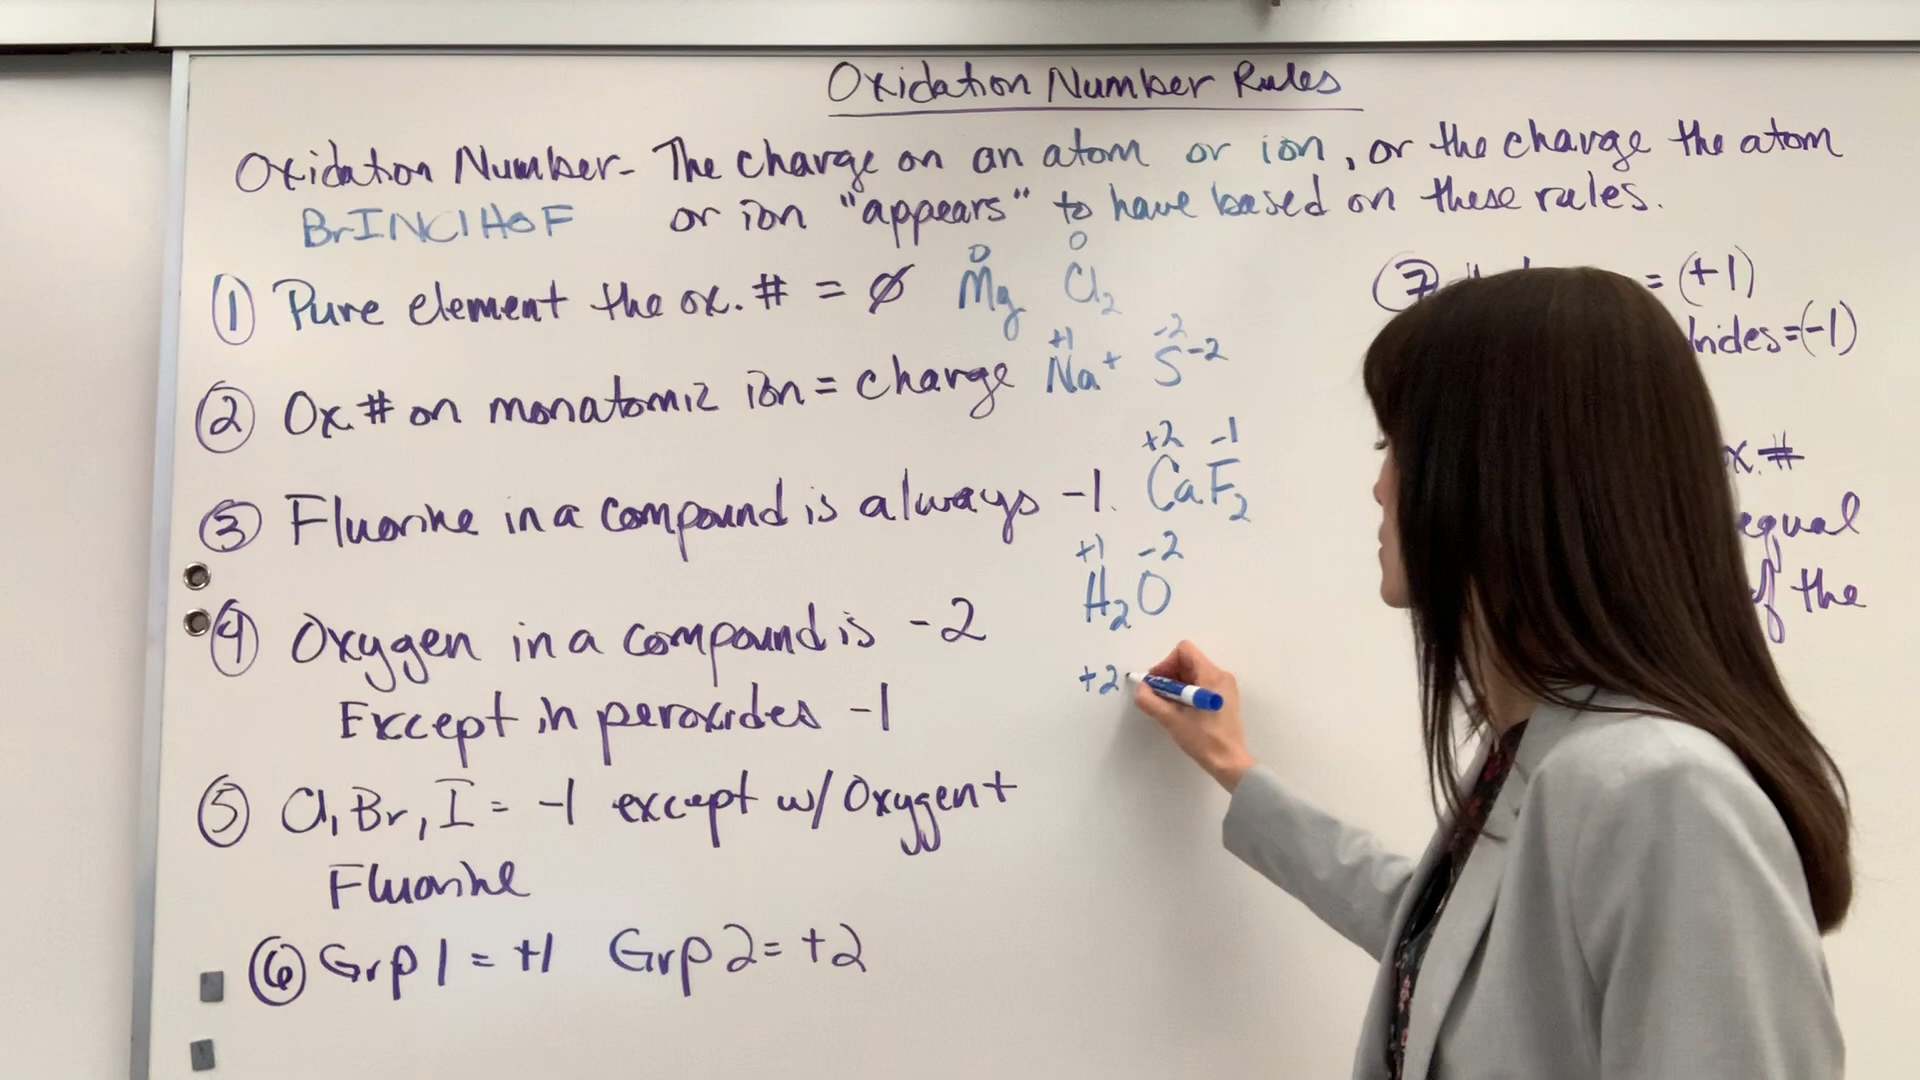 Oxidation Number Rules
Oxidation Number - The charge on an atom or ion, or the charge the atom
BrINClHOF or ion "appears" to have based on these rules.
0 0
① Pure element the ox. # = Ø Mg Cl₂
+1 -2
② Ox # on monatomic ion = charge Na⁺ S⁻²
+2 -1
③ Fluorine in a compound is always -1. CaF₂
+1 -2
H₂O
④ Oxygen in a compound is -2
+2
Except in peroxides -1
⑤ Cl, Br, I = -1 except w/ Oxygen +
Fluorine
⑥ Grp 1 = +1 Grp 2 = +2
⑦ = (+1)
=(-1)
#
equal
the